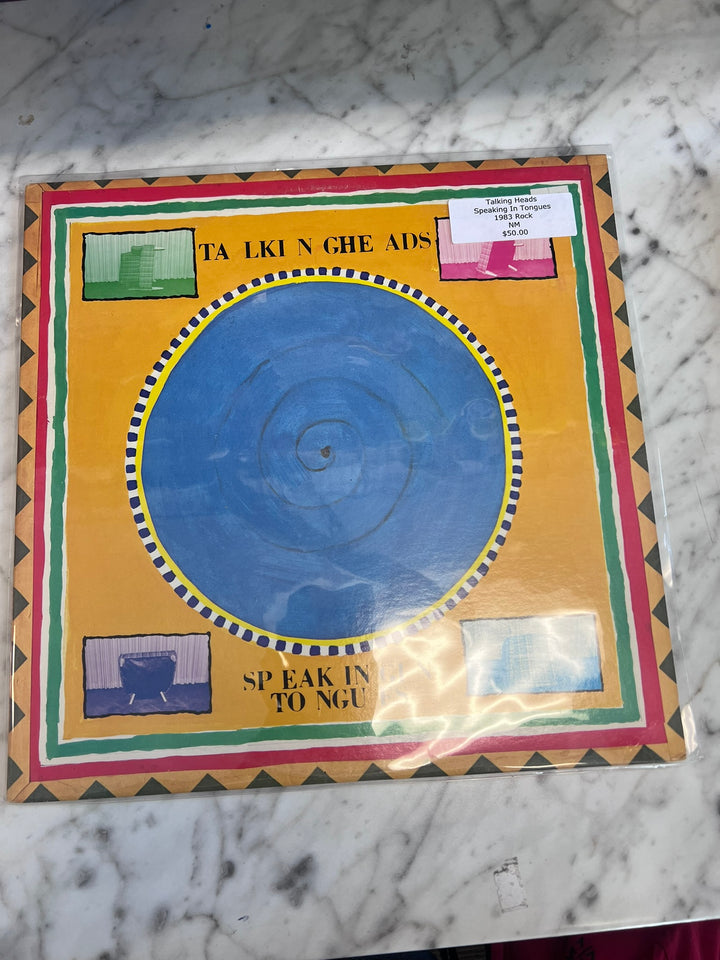 TA LKI N GHE ADS
Talking Heads
Speaking In Tongues
1983 Rock
NM
$50.00
SP EAK IN
TO NGU